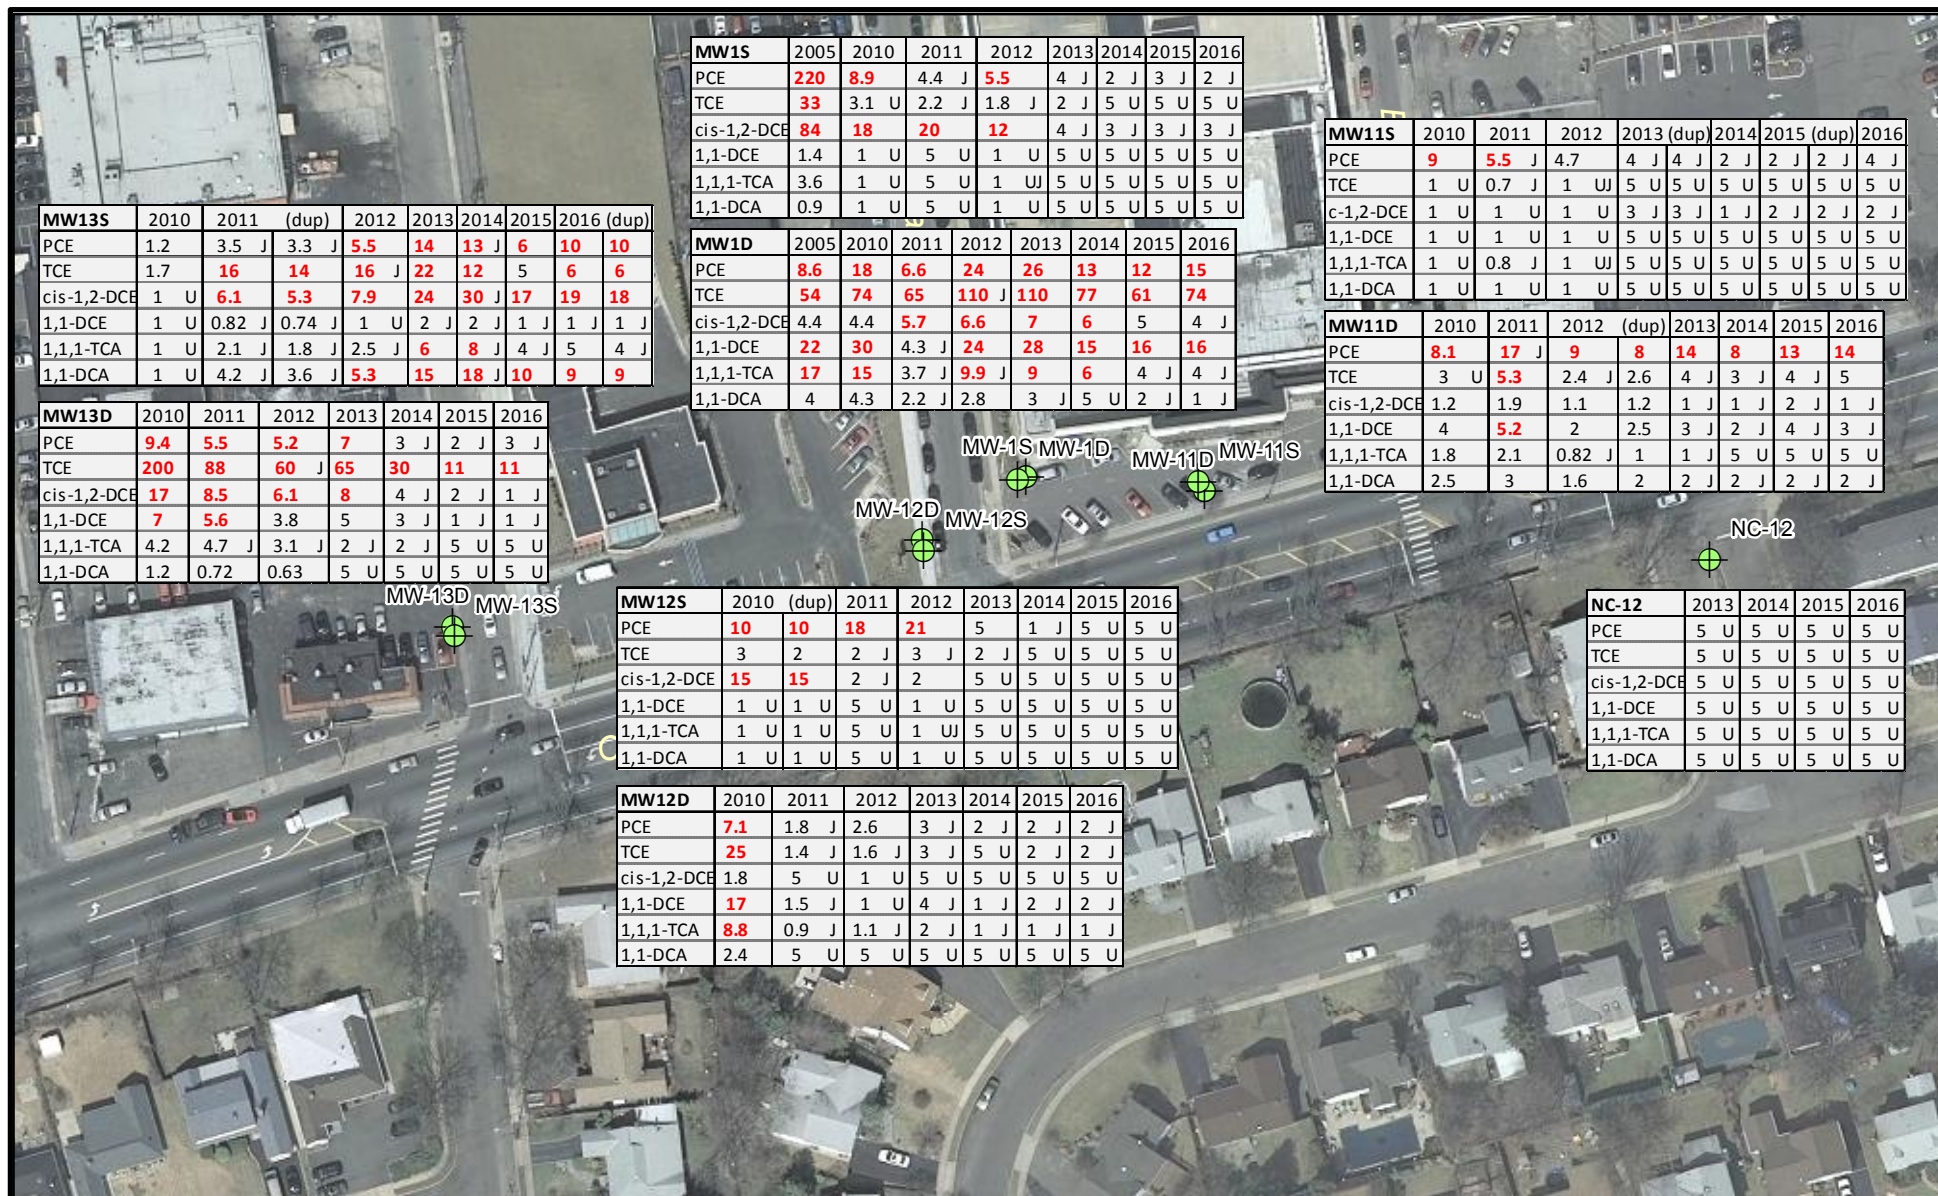 MW1S 2005 2010 2011 2012 2013 2014 2015 2016
PCE 220 8.9 4.4 J 5.5 4 J 2 J 3 J 2 J
TCE 33 3.1 U 2.2 J 1.8 J 2 J 5 U 5 U 5 U
cis-1,2-DCE 84 18 20 12 4 J 3 J 3 J 3 J
1,1-DCE 1.4 1 U 5 U 1 U 5 U 5 U 5 U 5 U
1,1,1-TCA 3.6 1 U 5 U 1 UJ 5 U 5 U 5 U 5 U
1,1-DCA 0.9 1 U 5 U 1 U 5 U 5 U 5 U 5 U
MW11S 2010 2011 2012 2013 (dup) 2014 2015 (dup) 2016
PCE 9 5.5 J 4.7 4 J 4 J 2 J 2 J 2 J 4 J
TCE 1 U 0.7 J 1 UJ 5 U 5 U 5 U 5 U 5 U 5 U
c-1,2-DCE 1 U 1 U 1 U 3 J 3 J 1 J 2 J 2 J 2 J
1,1-DCE 1 U 1 U 1 U 5 U 5 U 5 U 5 U 5 U 5 U
1,1,1-TCA 1 U 0.8 J 1 UJ 5 U 5 U 5 U 5 U 5 U 5 U
1,1-DCA 1 U 1 U 1 U 5 U 5 U 5 U 5 U 5 U 5 U
MW13S 2010 2011 (dup) 2012 2013 2014 2015 2016 (dup)
PCE 1.2 3.5 J 3.3 J 5.5 14 13 J 6 10 10
TCE 1.7 16 14 16 J 22 12 5 6 6
cis-1,2-DCE 1 U 6.1 5.3 7.9 24 30 J 17 19 18
1,1-DCE 1 U 0.82 J 0.74 J 1 U 2 J 2 J 1 J 1 J 1 J
1,1,1-TCA 1 U 2.1 J 1.8 J 2.5 J 6 8 J 4 J 5 4 J
1,1-DCA 1 U 4.2 J 3.6 J 5.3 15 18 J 10 9 9
MW1D 2005 2010 2011 2012 2013 2014 2015 2016
PCE 8.6 18 6.6 24 26 13 12 15
TCE 54 74 65 110 J 110 77 61 74
cis-1,2-DCE 4.4 4.4 5.7 6.6 7 6 5 4 J
1,1-DCE 22 30 4.3 J 24 28 15 16 16
1,1,1-TCA 17 15 3.7 J 9.9 J 9 6 4 J 4 J
1,1-DCA 4 4.3 2.2 J 2.8 3 J 5 U 2 J 1 J
MW11D 2010 2011 2012 (dup) 2013 2014 2015 2016
PCE 8.1 17 J 9 8 14 8 13 14
TCE 3 U 5.3 2.4 J 2.6 4 J 3 J 4 J 5
cis-1,2-DCE 1.2 1.9 1.1 1.2 1 J 1 J 2 J 1 J
1,1-DCE 4 5.2 2 2.5 3 J 2 J 4 J 3 J
1,1,1-TCA 1.8 2.1 0.82 J 1 1 J 5 U 5 U 5 U
1,1-DCA 2.5 3 1.6 2 2 J 2 J 2 J 2 J
MW13D 2010 2011 2012 2013 2014 2015 2016
PCE 9.4 5.5 5.2 7 3 J 2 J 3 J
TCE 200 88 60 J 65 30 11 11
cis-1,2-DCE 17 8.5 6.1 8 4 J 2 J 1 J
1,1-DCE 7 5.6 3.8 5 3 J 1 J 1 J
1,1,1-TCA 4.2 4.7 J 3.1 J 2 J 2 J 5 U 5 U
1,1-DCA 1.2 0.72 0.63 5 U 5 U 5 U 5 U
MW-1S MW-1D
MW-11D MW-11S
MW-12D MW-12S
NC-12
MW-13D MW-13S
MW12S 2010 (dup) 2011 2012 2013 2014 2015 2016
PCE 10 10 18 21 5 1 J 5 U 5 U
TCE 3 2 2 J 3 J 2 J 5 U 5 U 5 U
cis-1,2-DCE 15 15 2 J 2 5 U 5 U 5 U 5 U
1,1-DCE 1 U 1 U 5 U 1 U 5 U 5 U 5 U 5 U
1,1,1-TCA 1 U 1 U 5 U 1 UJ 5 U 5 U 5 U 5 U
1,1-DCA 1 U 1 U 5 U 1 U 5 U 5 U 5 U 5 U
NC-12 2013 2014 2015 2016
PCE 5 U 5 U 5 U 5 U
TCE 5 U 5 U 5 U 5 U
cis-1,2-DCE 5 U 5 U 5 U 5 U
1,1-DCE 5 U 5 U 5 U 5 U
1,1,1-TCA 5 U 5 U 5 U 5 U
1,1-DCA 5 U 5 U 5 U 5 U
MW12D 2010 2011 2012 2013 2014 2015 2016
PCE 7.1 1.8 J 2.6 3 J 2 J 2 J 2 J
TCE 25 1.4 J 1.6 J 3 J 5 U 2 J 2 J
cis-1,2-DCE 1.8 5 U 1 U 5 U 5 U 5 U 5 U
1,1-DCE 17 1.5 J 1 U 4 J 1 J 2 J 2 J
1,1,1-TCA 8.8 0.9 J 1.1 J 2 J 1 J 1 J 1 J
1,1-DCA 2.4 5 U 5 U 5 U 5 U 5 U 5 U